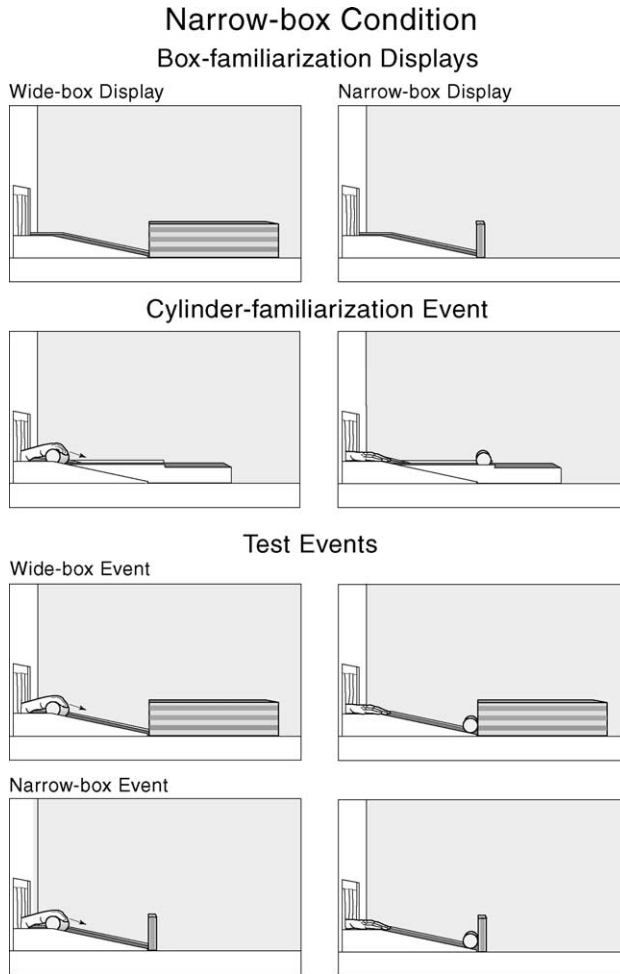 Narrow-box Condition
Box-familiarization Displays
Wide-box Display
Narrow-box Display
Cylinder-familiarization Event
Test Events
Wide-box Event
Narrow-box Event